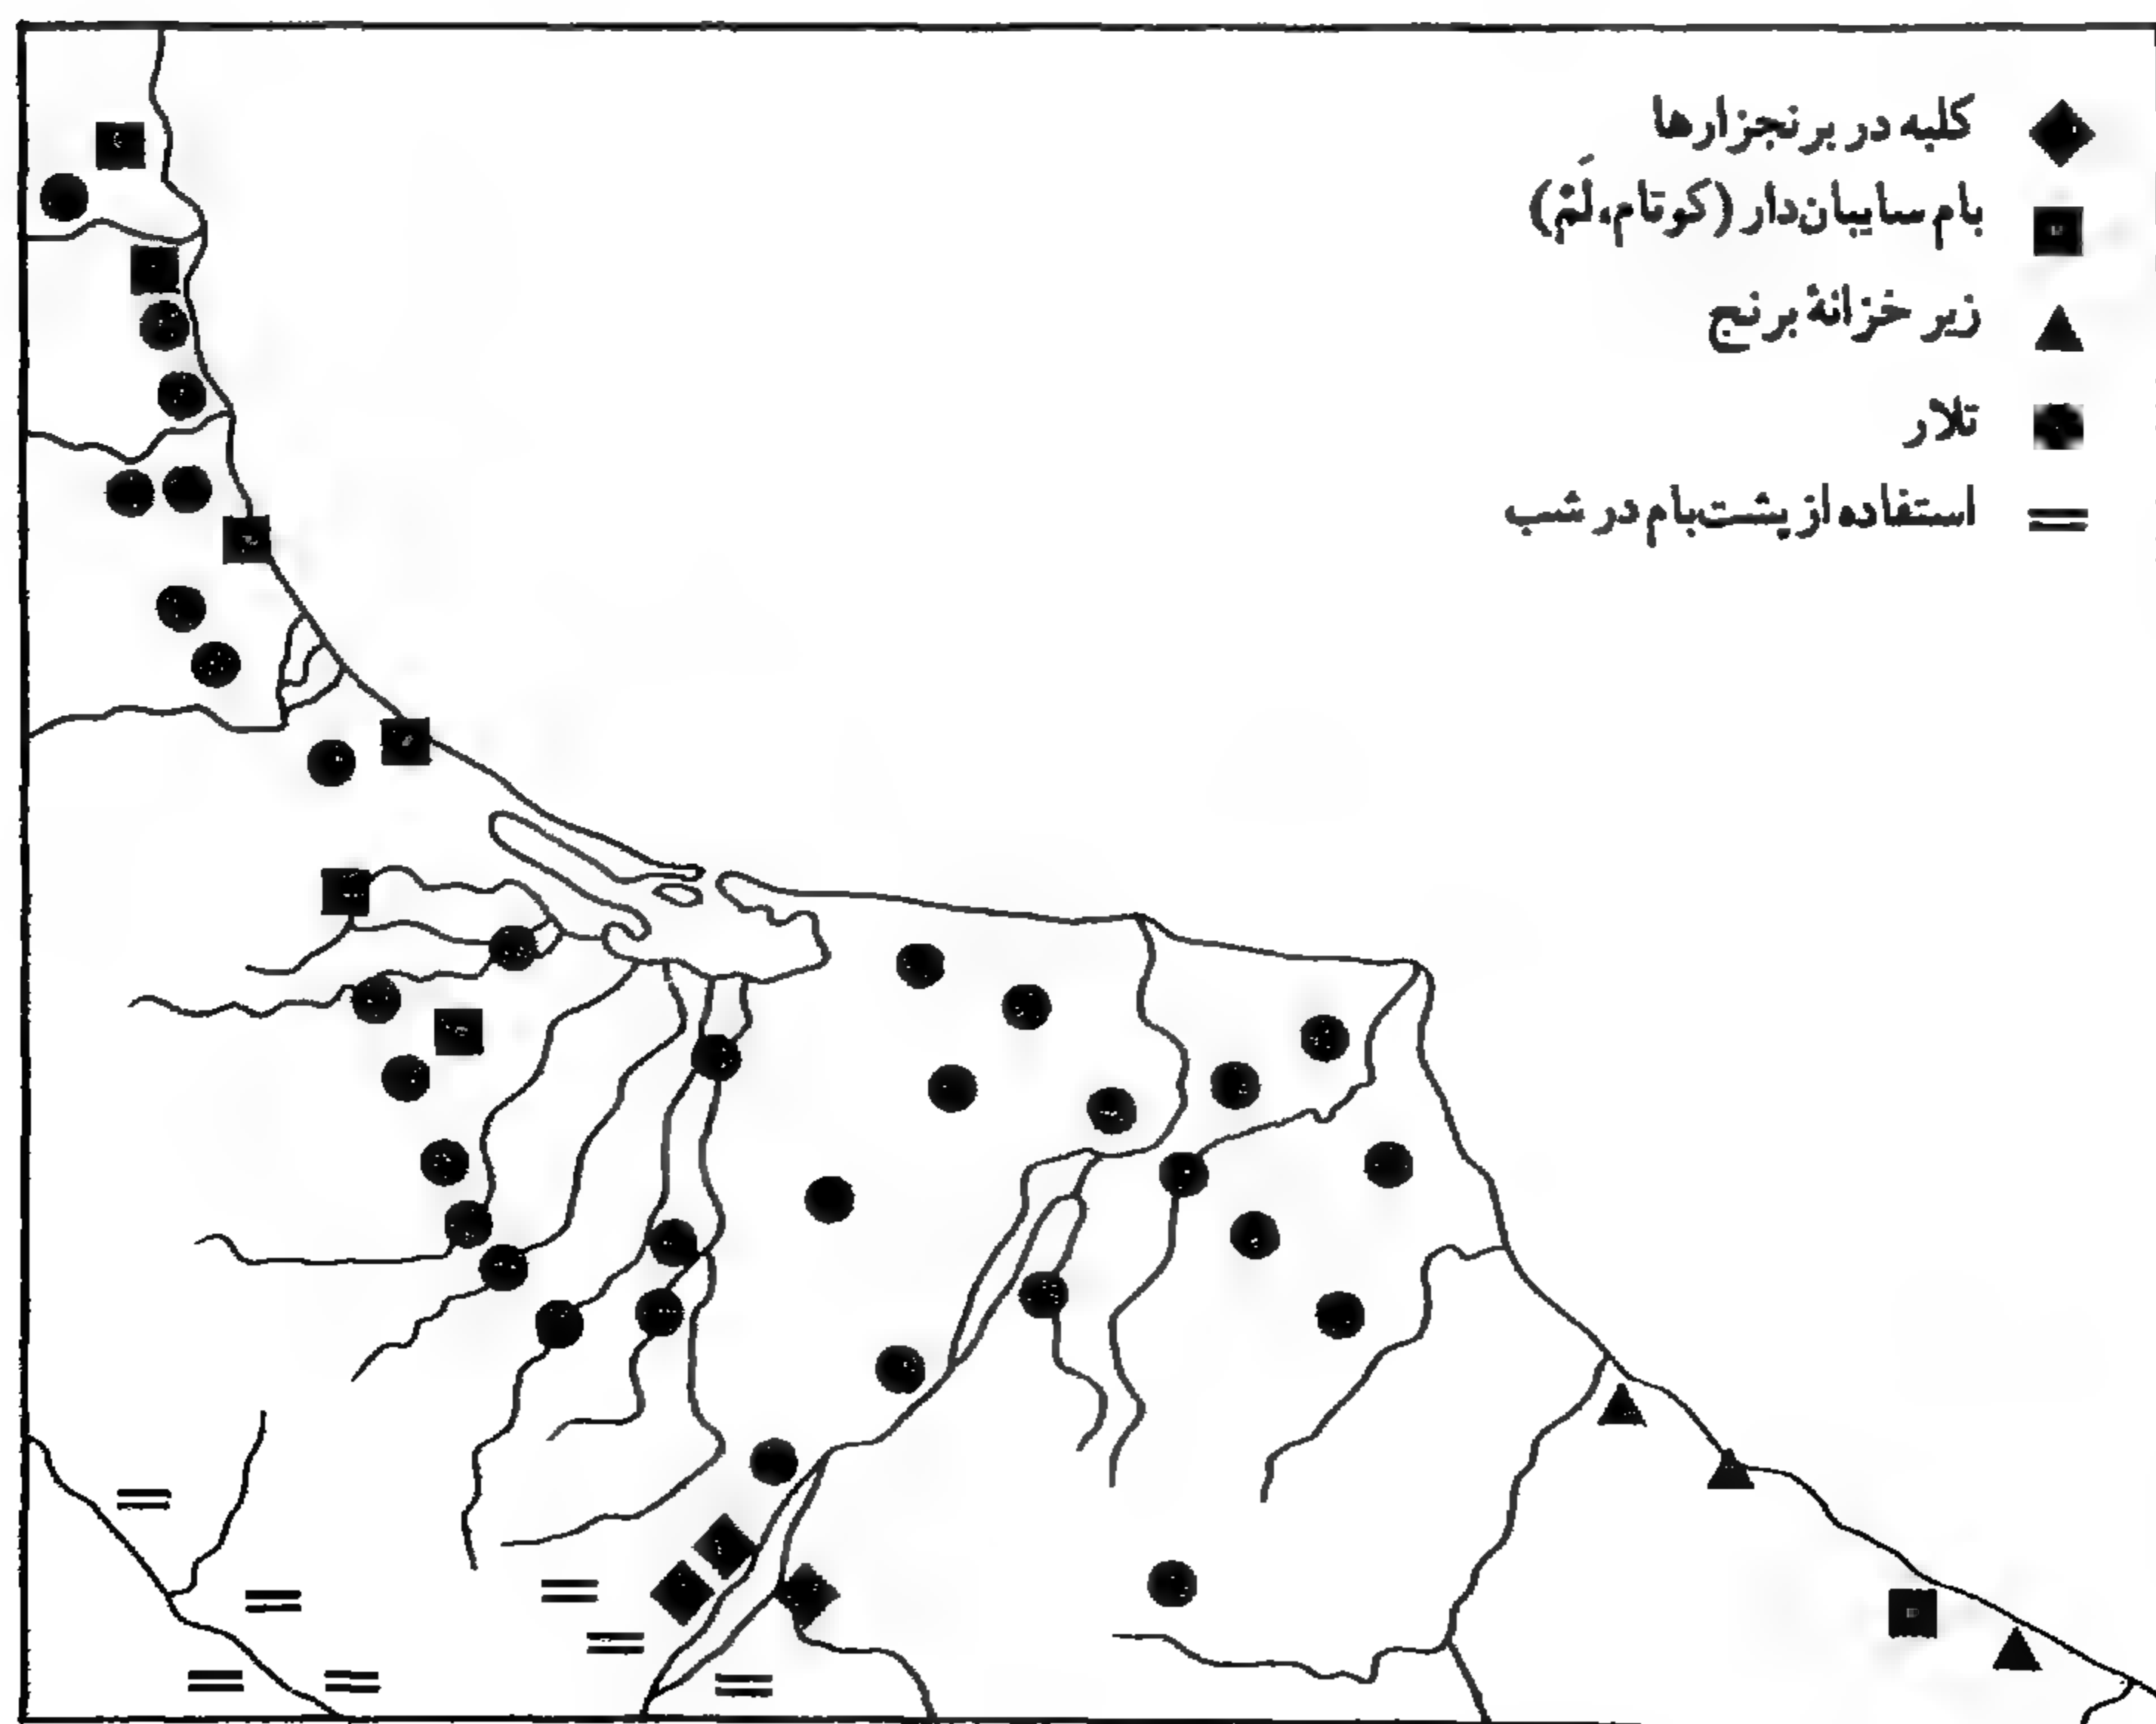 کلبه در برنجزارها
بام سایبان‌دار (کوتام، لَمْ)
زیر خزانهٔ برنج
تلار
استفاده از پشت‌بام در شب